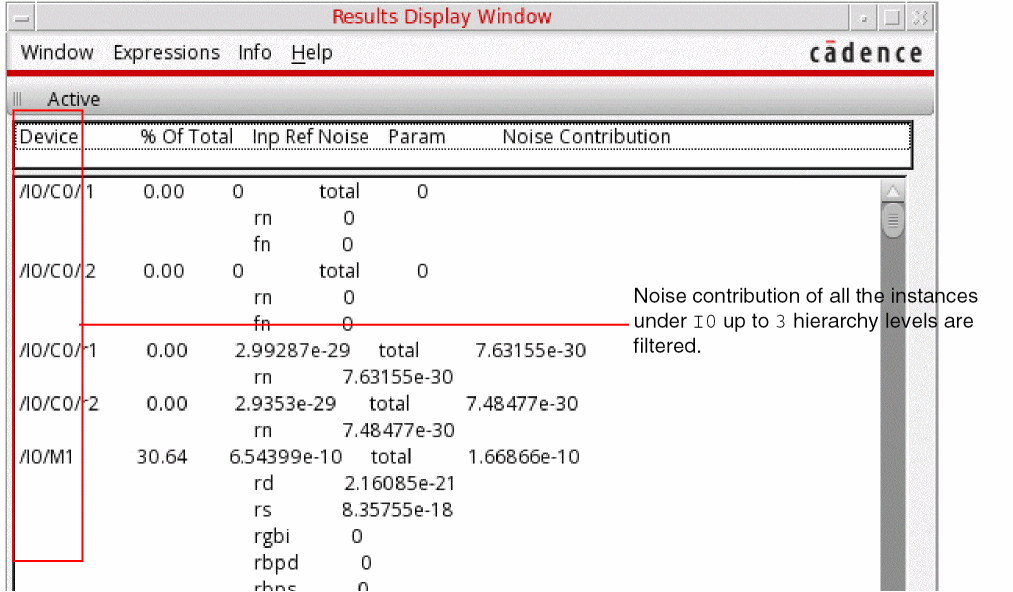 Results Display Window
Window Expressions Info Help cādence
Active
Device % Of Total Inp Ref Noise Param Noise Contribution
/I0/C0/ 1 0.00 0 total 0
rn 0
fn 0
/I0/C0/ 2 0.00 0 total 0
rn 0
fn 0
Noise contribution of all the instances
under I0 up to 3 hierarchy levels are
filtered.
/I0/C0/r1 0.00 2.99287e-29 total 7.63155e-30
rn 7.63155e-30
/I0/C0/r2 0.00 2.9353e-29 total 7.48477e-30
rn 7.48477e-30
/I0/M1 30.64 6.54399e-10 total 1.66866e-10
rd 2.16085e-21
rs 8.35755e-18
rgbi 0
rbpd 0
rbps 0